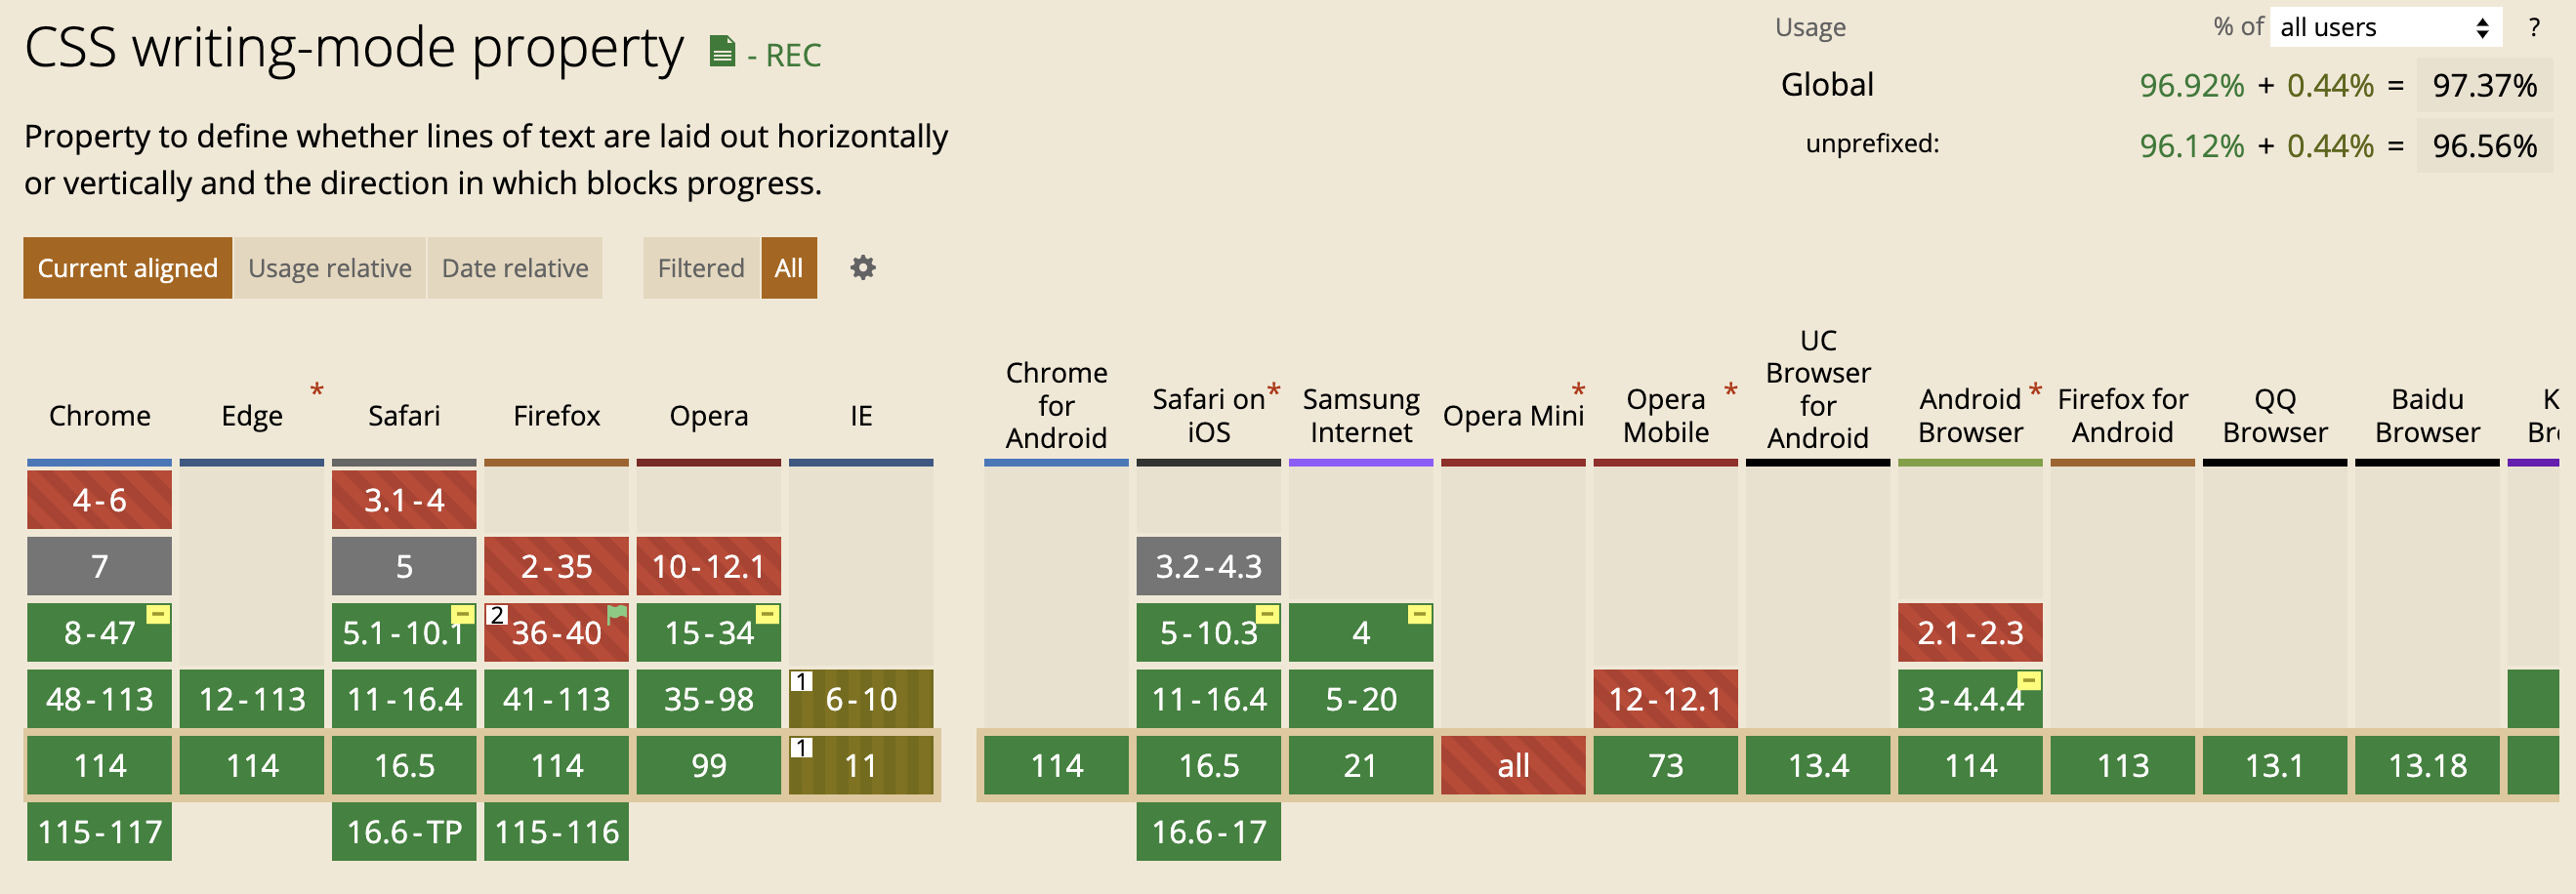 CSS writing-mode property - REC
Usage % of all users ?
Global 96.92% + 0.44% = 97.37%
unprefixed: 96.12% + 0.44% = 96.56%
Property to define whether lines of text are laid out horizontally
or vertically and the direction in which blocks progress.
Current aligned Usage relative Date relative Filtered All
Chrome
Edge *
Safari
Firefox
Opera
IE
Chrome
for
Android
Safari on *
iOS
Samsung
Internet
Opera Mini *
Opera *
Mobile
UC
Browser
for
Android
Android *
Browser
Firefox for
Android
QQ
Browser
Baidu
Browser
4-6 3.1-4
7 5 2-35 10-12.1 3.2-4.3
8-47 5.1-10.1 2 36-40 15-34 5-10.3 4 2.1-2.3
48-113 12-113 11-16.4 41-113 35-98 1 6-10 11-16.4 5-20 12-12.1 3-4.4.4
114 114 16.5 114 99 1 11 114 16.5 21 all 73 13.4 114 113 13.1 13.18
115-117 16.6-TP 115-116 16.6-17